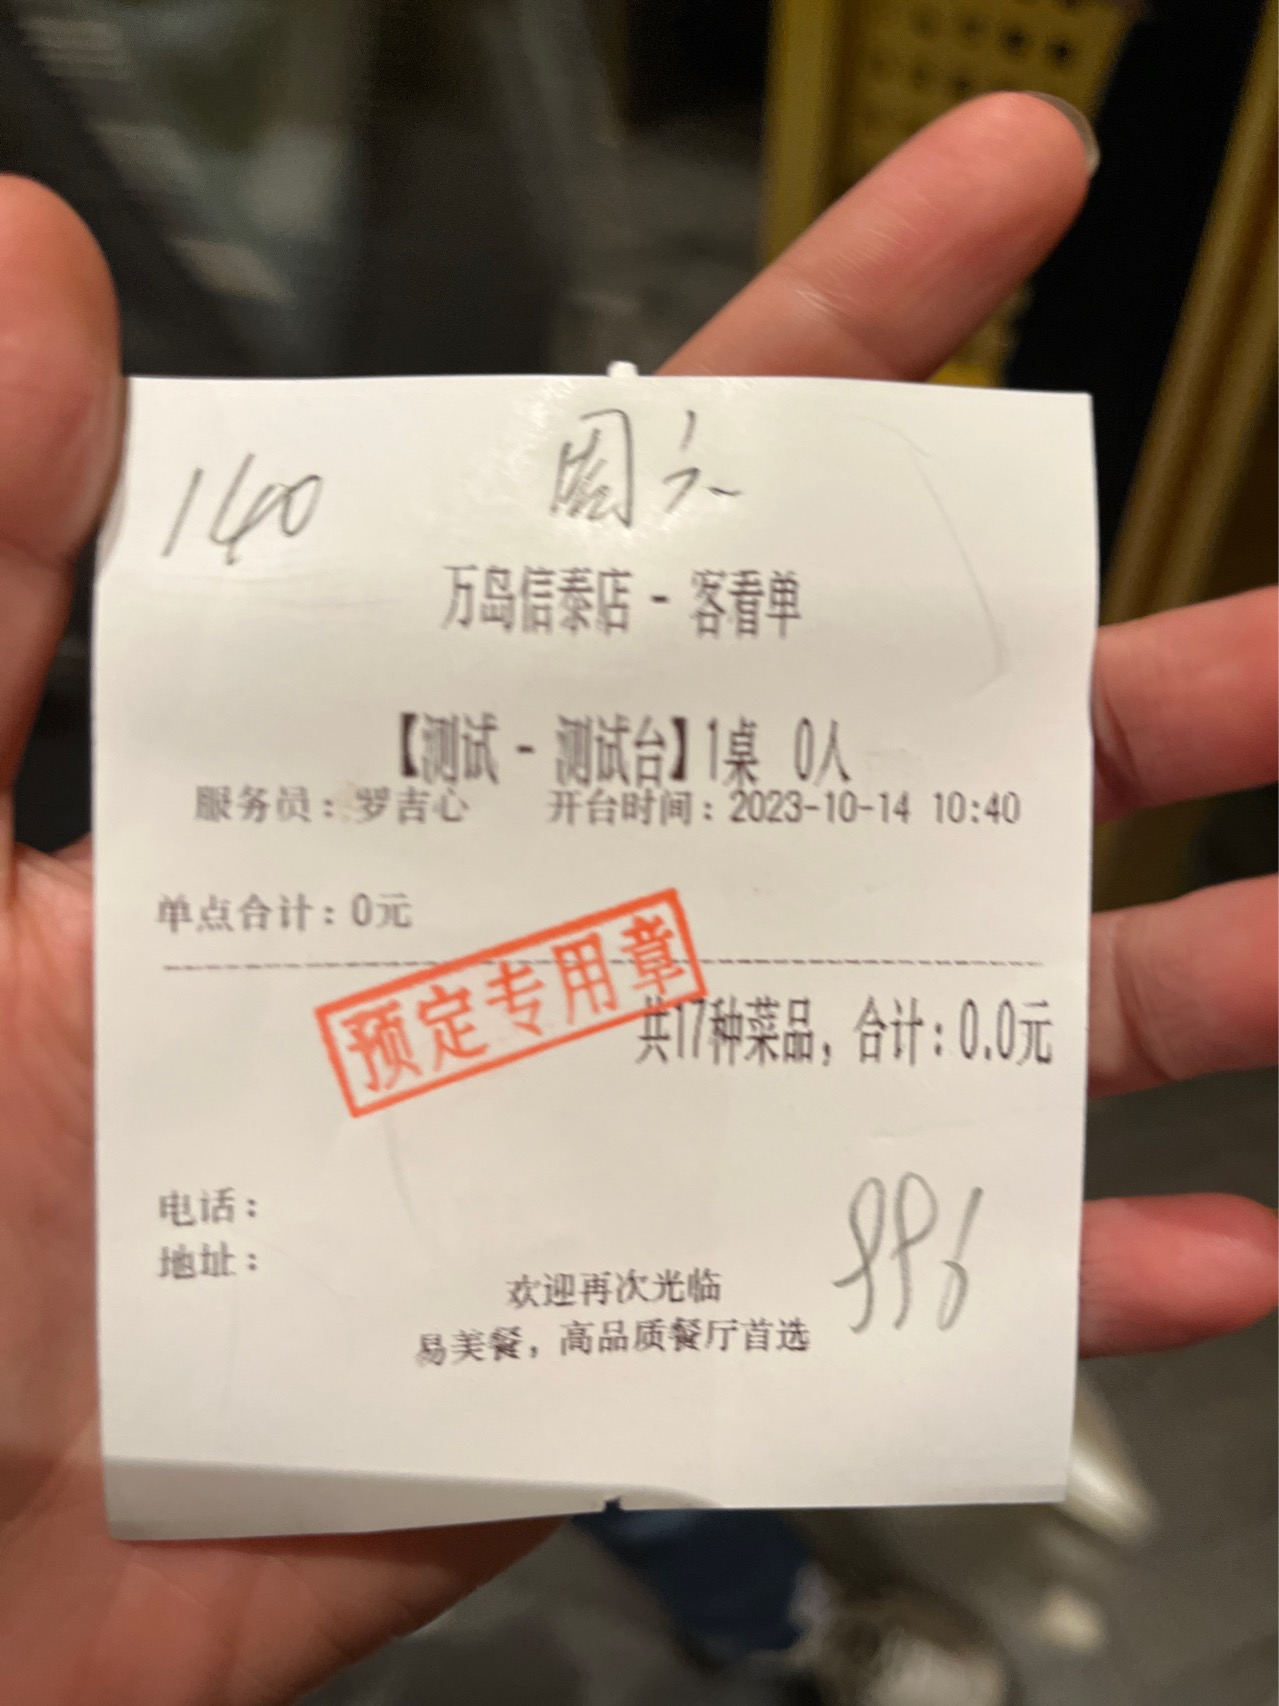 140
万岛信泰店 - 客看单
【测试 - 测试台】1桌 0人
服务员：罗吉心 开台时间：2023-10-14 10:40
单点合计：0元
预定专用章
共17种菜品，合计：0.0元
电话：
地址：
欢迎再次光临
易美餐，高品质餐厅首选